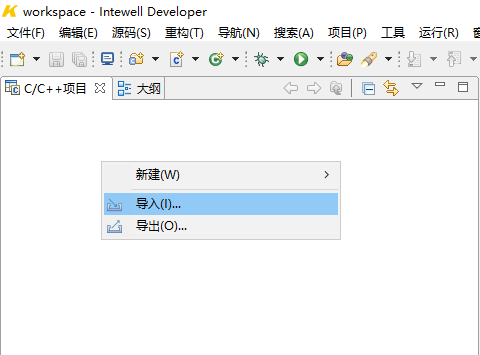 workspace - Intewell Developer
文件(F) 编辑(E) 源码(S) 重构(T) 导航(N) 搜索(A) 项目(P) 工具 运行(R)
C/C++项目 大纲
新建(W)
导入(I)...
导出(O)...